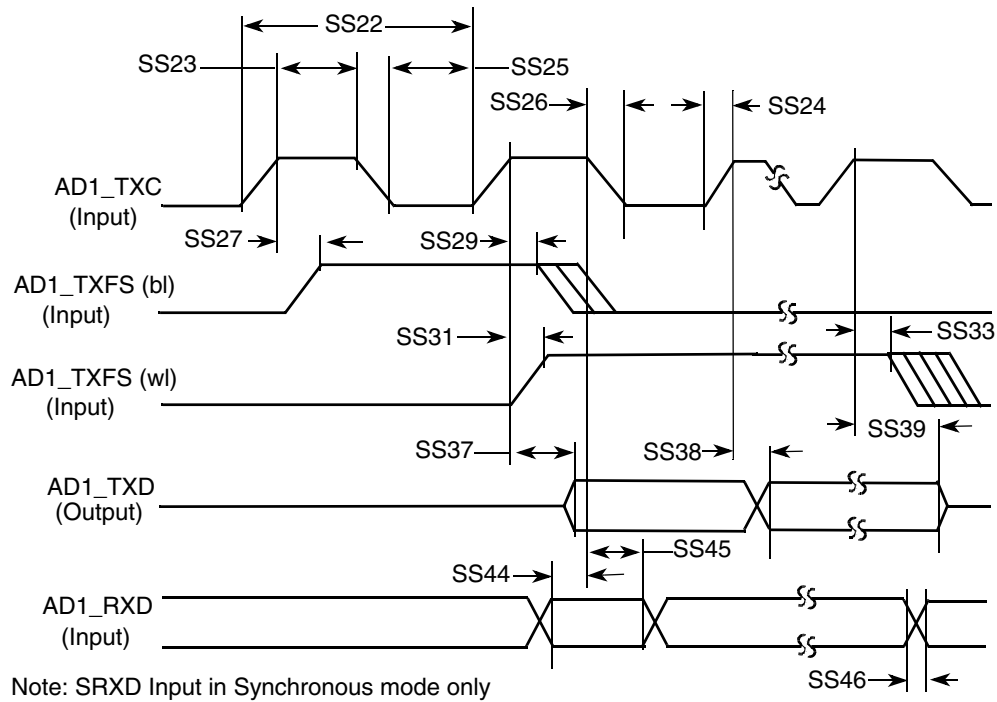 SS22
SS23
SS25
SS26
SS24
AD1_TXC
(Input)
SS27
SS29
AD1_TXFS (bl)
(Input)
SS31
SS33
AD1_TXFS (wl)
(Input)
SS39
SS37
SS38
AD1_TXD
(Output)
SS45
SS44
AD1_RXD
(Input)
SS46
Note: SRXD Input in Synchronous mode only